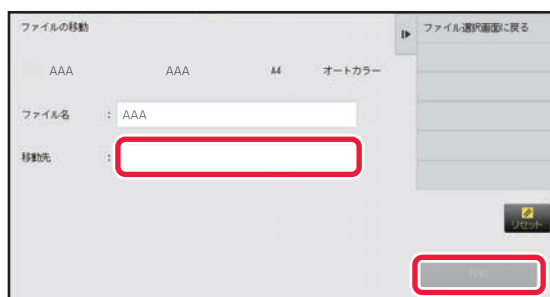 ファイルの移動
ファイル選択画面に戻る
AAA AAA A4 オートカラー
ファイル名 : AAA
移動先 :
リセット
移動